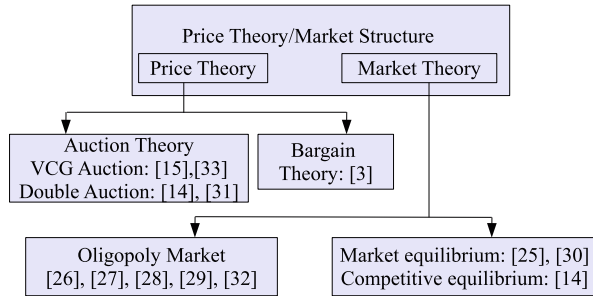 Price Theory/Market Structure
Price Theory
Market Theory
Auction Theory
VCG Auction: [15],[33]
Double Auction: [14], [31]
Bargain
Theory: [3]
Oligopoly Market
[26], [27], [28], [29], [32]
Market equilibrium: [25], [30]
Competitive equilibrium: [14]